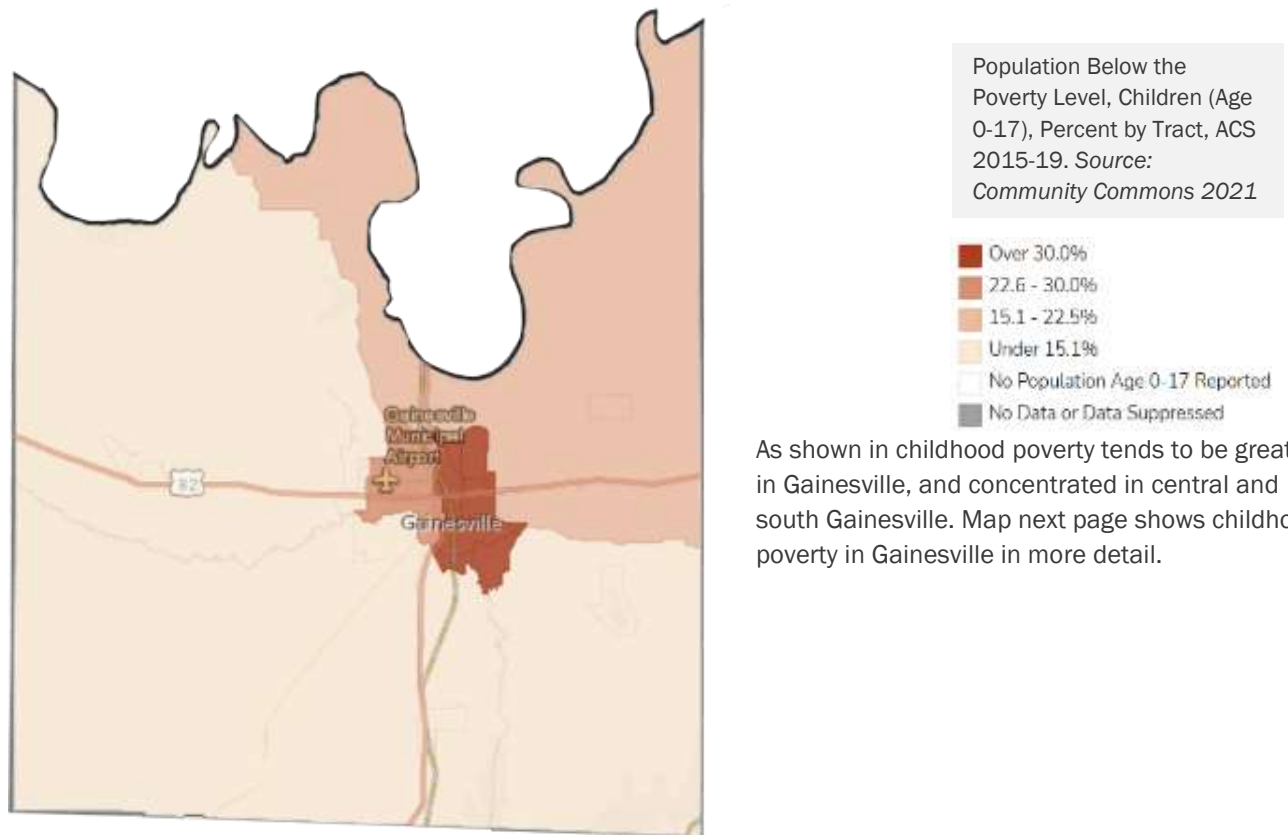 Gainesville
Municipal
Airport
82
Gainesville
Population Below the
Poverty Level, Children (Age
0-17), Percent by Tract, ACS
2015-19. Source:
Community Commons 2021
Over 30.0%
22.6 - 30.0%
15.1 - 22.5%
Under 15.1%
No Population Age 0-17 Reported
No Data or Data Suppressed
As shown in childhood poverty tends to be great
in Gainesville, and concentrated in central and
south Gainesville. Map next page shows childho
poverty in Gainesville in more detail.